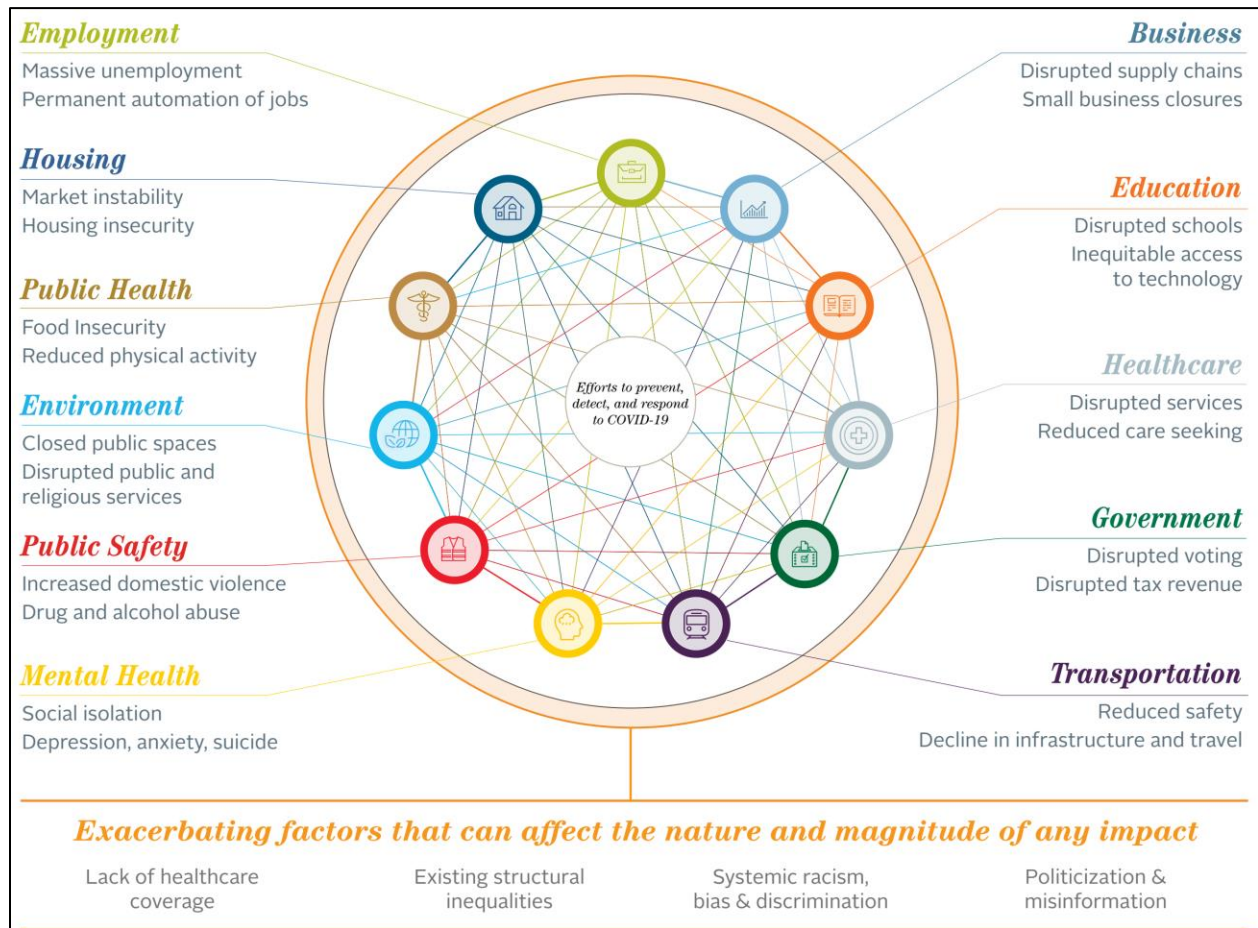 Employment
Massive unemployment
Permanent automation of jobs
Housing
Market instability
Housing insecurity
Public Health
Food Insecurity
Reduced physical activity
Environment
Closed public spaces
Disrupted public and
religious services
Public Safety
Increased domestic violence
Drug and alcohol abuse
Mental Health
Social isolation
Depression, anxiety, suicide
Efforts to prevent,
detect, and respond
to COVID-19
Business
Disrupted supply chains
Small business closures
Education
Disrupted schools
Inequitable access
to technology
Healthcare
Disrupted services
Reduced care seeking
Government
Disrupted voting
Disrupted tax revenue
Transportation
Reduced safety
Decline in infrastructure and travel
Exacerbating factors that can affect the nature and magnitude of any impact
Lack of healthcare
coverage
Existing structural
inequalities
Systemic racism,
bias & discrimination
Politicization &
misinformation